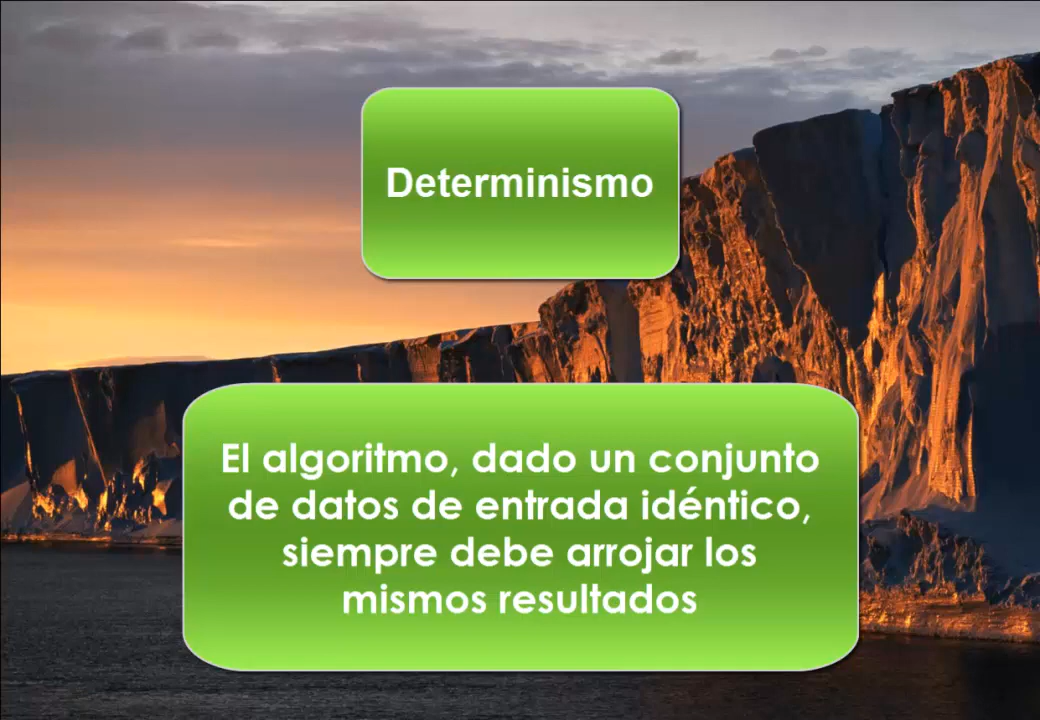 Determinismo
El algoritmo, dado un conjunto
de datos de entrada idéntico,
siempre debe arrojar los
mismos resultados